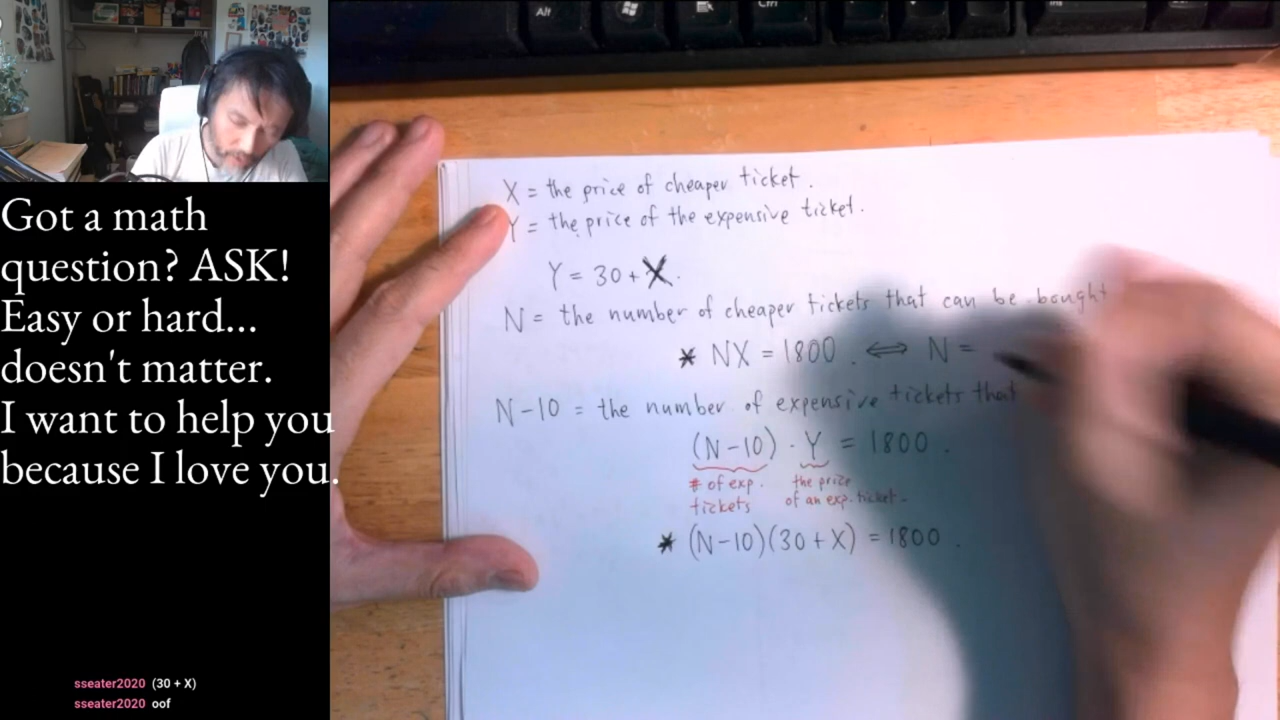 Alt
Ctrl
Got a math
question? ASK!
Easy or hard...
doesn't matter.
I want to help you
because I love you.
sseater2020 (30 + X)
sseater2020 oof
X = the price of cheaper ticket.
Y = the price of the expensive ticket.
Y = 30 + X.
N = the number of cheaper tickets that can be bought
* NX = 1800. ⟺ N =
N-10 = the number of expensive tickets that
(N-10) · Y = 1800.
# of exp. the price
tickets of an exp. ticket.
* (N-10)(30+X) = 1800.